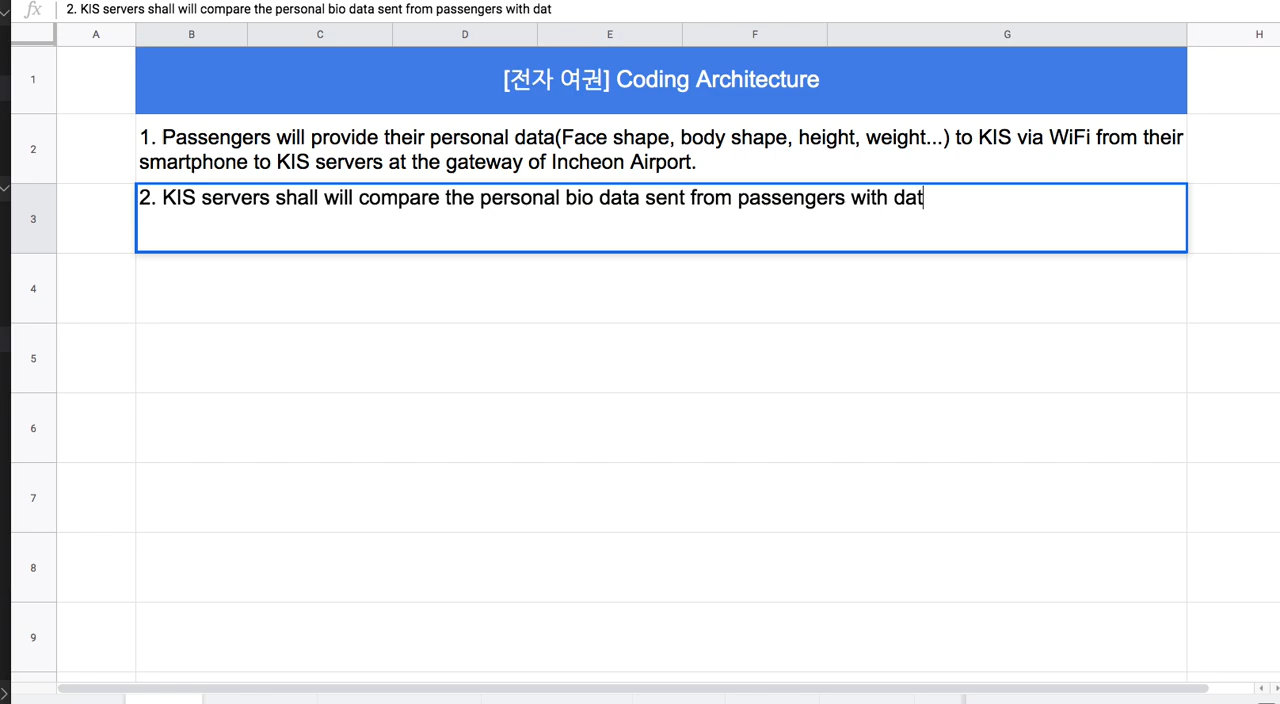 fx 2. KIS servers shall will compare the personal bio data sent from passengers with dat
A B C D E F G H
1 [전자 여권] Coding Architecture
2 1. Passengers will provide their personal data(Face shape, body shape, height, weight...) to KIS via WiFi from their
smartphone to KIS servers at the gateway of Incheon Airport.
3 2. KIS servers shall will compare the personal bio data sent from passengers with dat
4
5
6
7
8
9